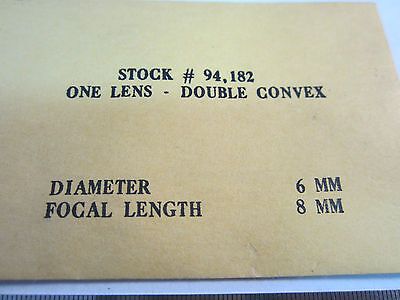 STOCK # 94,182
ONE LENS - DOUBLE CONVEX
DIAMETER 6 MM
FOCAL LENGTH 8 MM